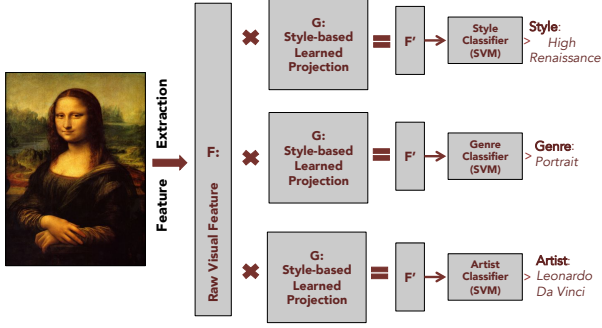 Feature Extraction
F:
Raw Visual Feature
G:
Style-based
Learned
Projection
F'
Style
Classifier
(SVM)
Style:
High
Renaissance
G:
Style-based
Learned
Projection
F'
Genre
Classifier
(SVM)
Genre:
Portrait
G:
Style-based
Learned
Projection
F'
Artist
Classifier
(SVM)
Artist:
Leonardo
Da Vinci